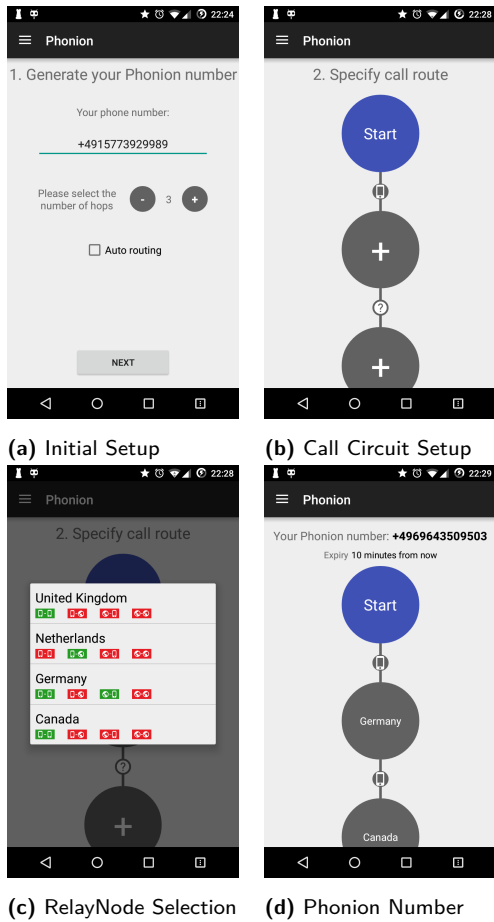 22:24
Phonion
1. Generate your Phonion number
Your phone number:
+4915773929989
Please select the
number of hops
- 3 +
Auto routing
NEXT
(a) Initial Setup
22:28
Phonion
2. Specify call route
Start
+
?
+
(b) Call Circuit Setup
22:28
Phonion
2. Specify call route
United Kingdom
Netherlands
Germany
Canada
?
+
(c) RelayNode Selection
22:29
Phonion
Your Phonion number: +4969643509503
Expiry 10 minutes from now
Start
Germany
Canada
(d) Phonion Number